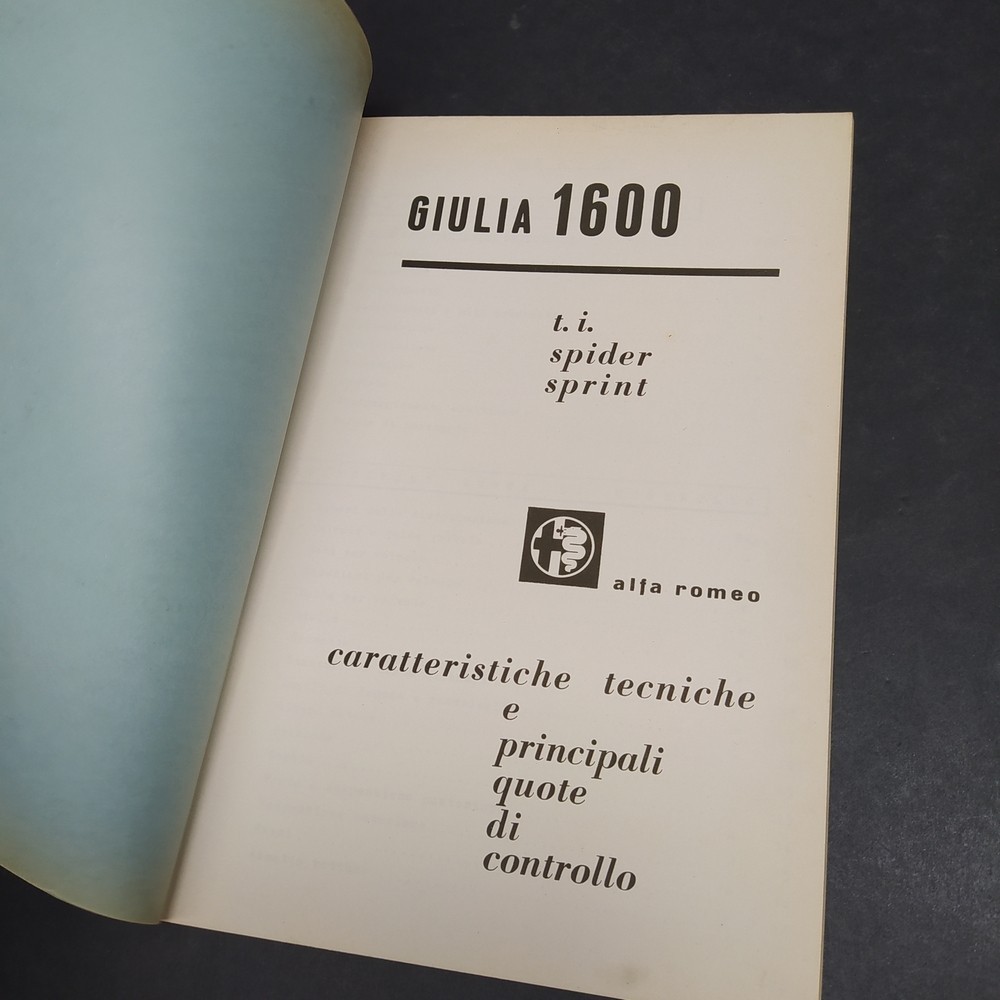 GIULIA 1600
t. i.
spider
sprint
alfa romeo
caratteristiche tecniche
e
principali
quote
di
controllo